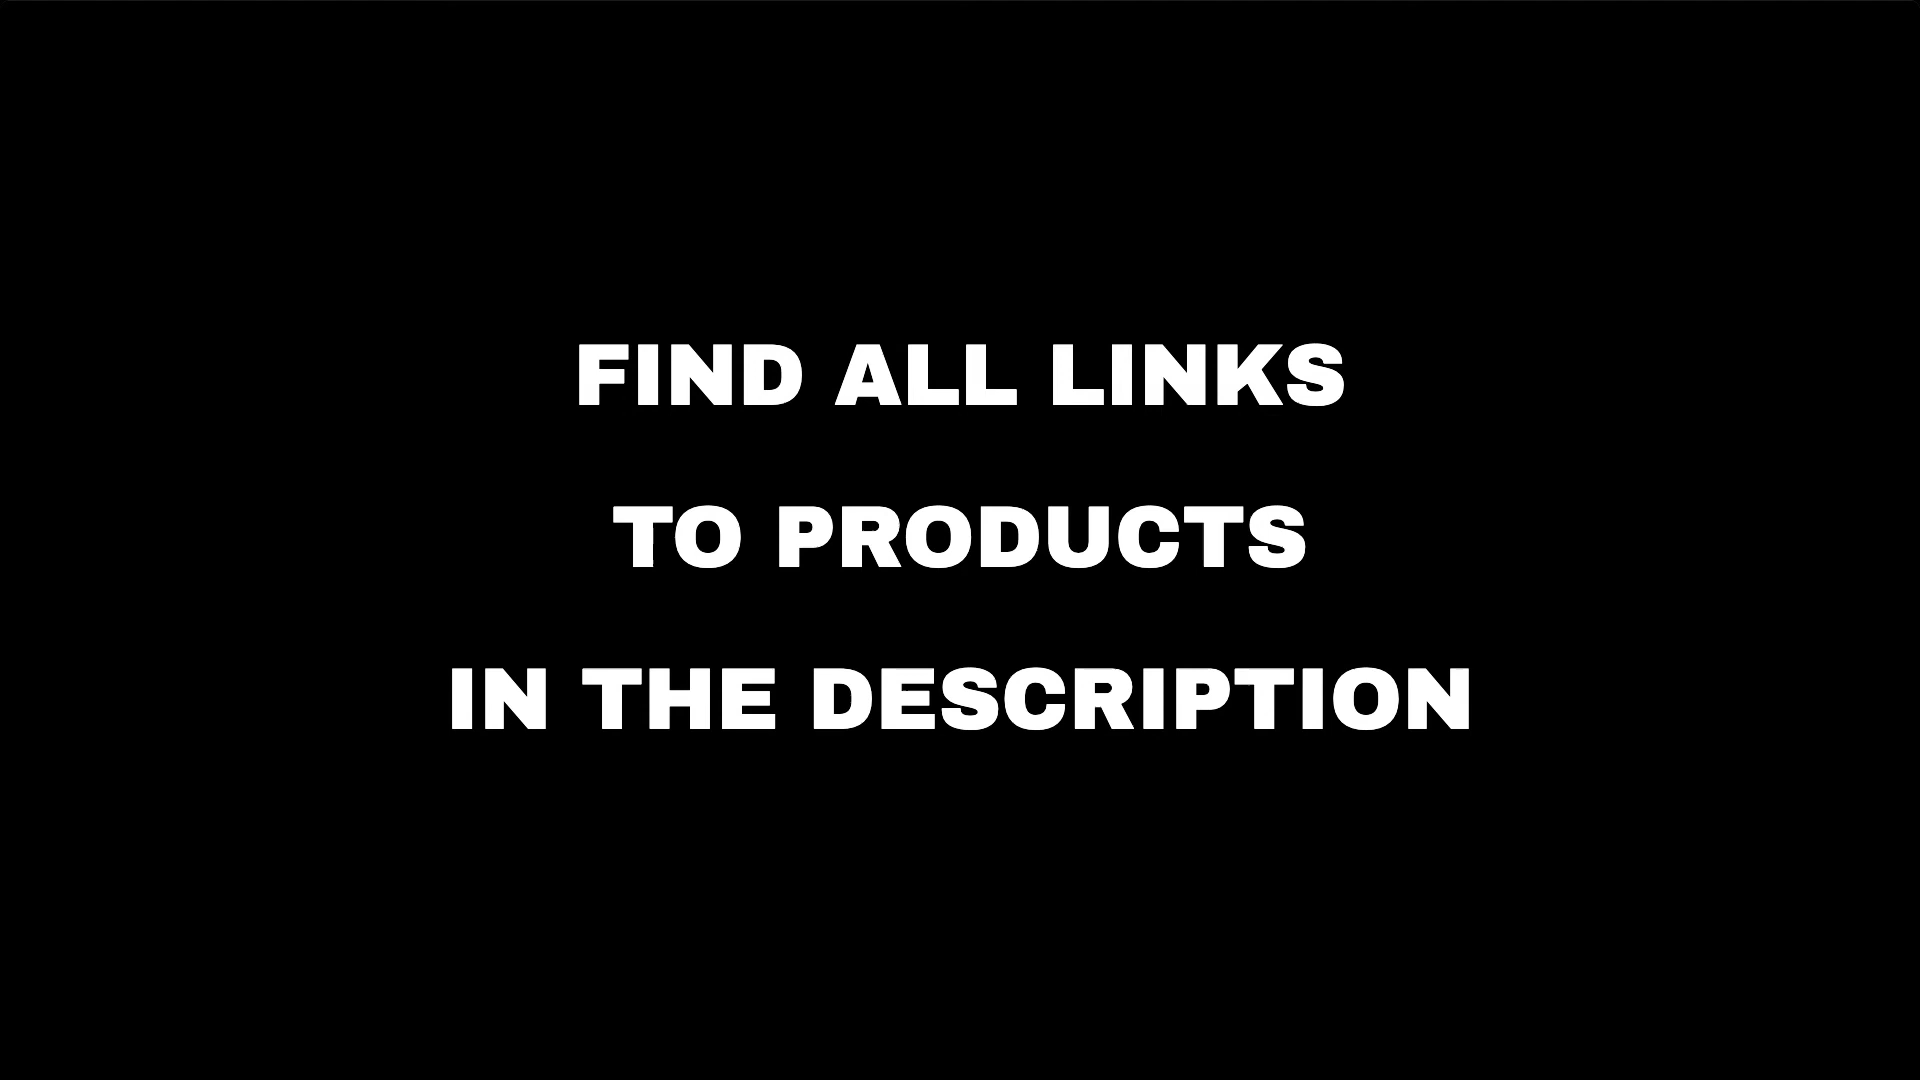 FIND ALL LINKS
TO PRODUCTS
IN THE DESCRIPTION